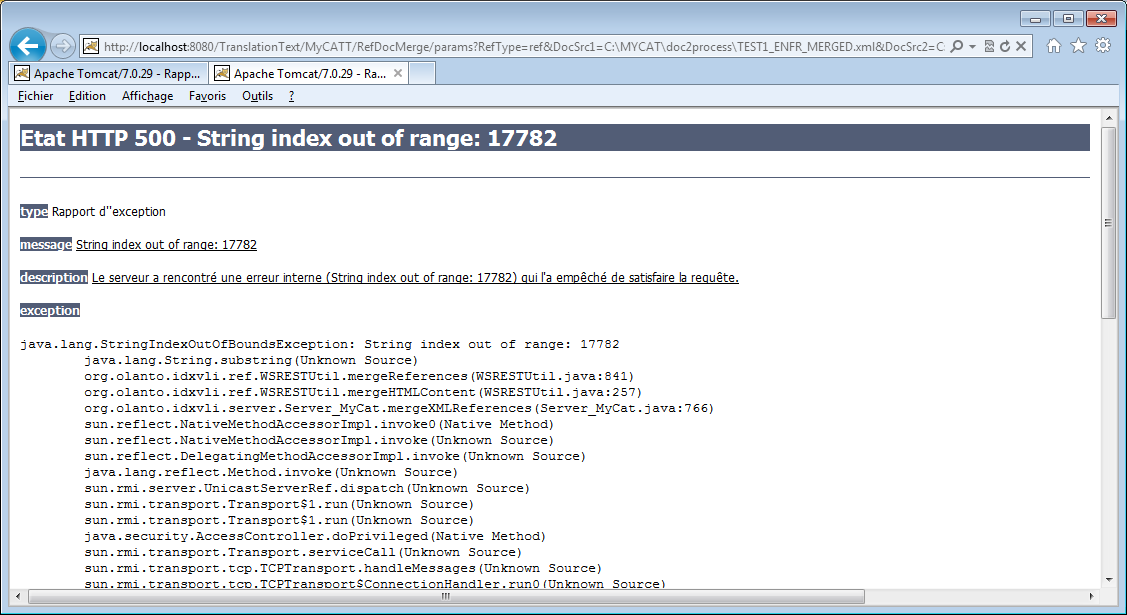 http://localhost:8080/TranslationText/MyCATT/RefDocMerge/params?RefType=ref&DocSrc1=C:\MYCAT\doc2process\TEST1_ENFR_MERGED.xml&DocSrc2=C
Apache Tomcat/7.0.29 - Rapp... Apache Tomcat/7.0.29 - Ra...
Fichier Edition Affichage Favoris Outils ?
Etat HTTP 500 - String index out of range: 17782
type Rapport d''exception
message String index out of range: 17782
description Le serveur a rencontré une erreur interne (String index out of range: 17782) qui l'a empêché de satisfaire la requête.
exception
java.lang.StringIndexOutOfBoundsException: String index out of range: 17782
java.lang.String.substring(Unknown Source)
org.olanto.idxvli.ref.WSRESTUtil.mergeReferences(WSRESTUtil.java:841)
org.olanto.idxvli.ref.WSRESTUtil.mergeHTMLContent(WSRESTUtil.java:257)
org.olanto.idxvli.server.Server_MyCat.mergeXMLReferences(Server_MyCat.java:766)
sun.reflect.NativeMethodAccessorImpl.invoke0(Native Method)
sun.reflect.NativeMethodAccessorImpl.invoke(Unknown Source)
sun.reflect.DelegatingMethodAccessorImpl.invoke(Unknown Source)
java.lang.reflect.Method.invoke(Unknown Source)
sun.rmi.server.UnicastServerRef.dispatch(Unknown Source)
sun.rmi.transport.Transport$1.run(Unknown Source)
sun.rmi.transport.Transport$1.run(Unknown Source)
java.security.AccessController.doPrivileged(Native Method)
sun.rmi.transport.Transport.serviceCall(Unknown Source)
sun.rmi.transport.tcp.TCPTransport.handleMessages(Unknown Source)
sun.rmi.transport.tcp.TCPTransport$ConnectionHandler.run0(Unknown Source)